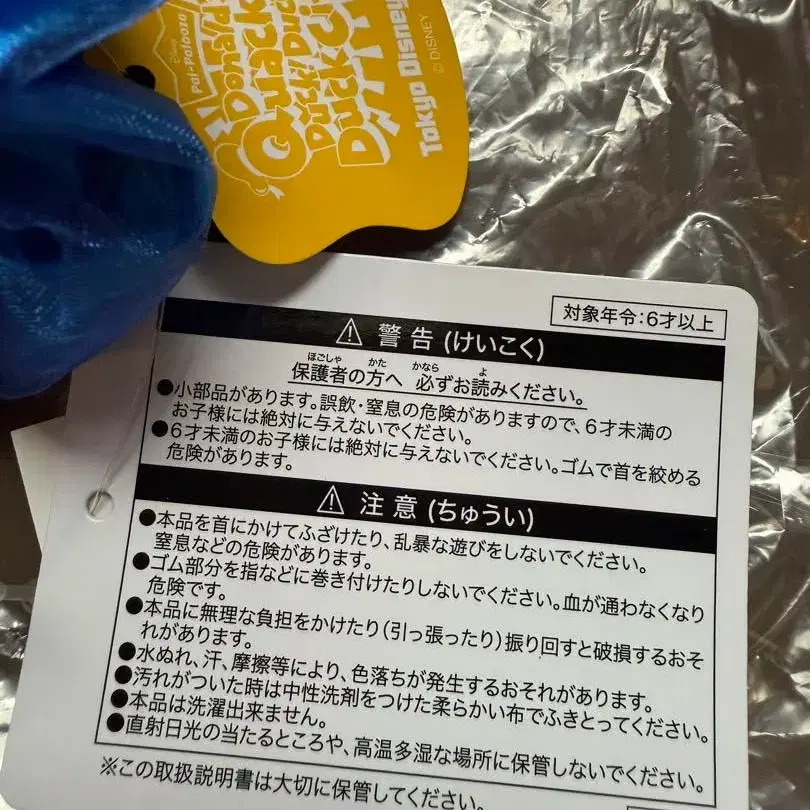 Disney
Pal-Palooza
Donald's
Quacky
Duck
Duck City
Tokyo Disney
© DISNEY
対象年令:6才以上
⚠ 警告 (けいこく)
ほごしゃ かた かなら よ
保護者の方へ 必ずお読みください。
●小部品があります。誤飲・窒息の危険がありますので、6才未満の
お子様には絶対に与えないでください。
●6才未満のお子様には絶対に与えないでください。ゴムで首を絞める
危険があります。
⚠ 注意 (ちゅうい)
●本品を首にかけてふざけたり、乱暴な遊びをしないでください。
窒息などの危険があります。
●ゴム部分を指などに巻き付けたりしないでください。血が通わなくなり
危険です。
●本品に無理な負担をかけたり(引っ張ったり)振り回すと破損するおそ
れがあります。
●水ぬれ、汗、摩擦等により、色落ちが発生するおそれがあります。
●汚れがついた時は中性洗剤をつけた柔らかい布でふきとってください。
●本品は洗濯出来ません。
●直射日光の当たるところや、高温多湿な場所に保管しないでください。
※この取扱説明書は大切に保管してください。